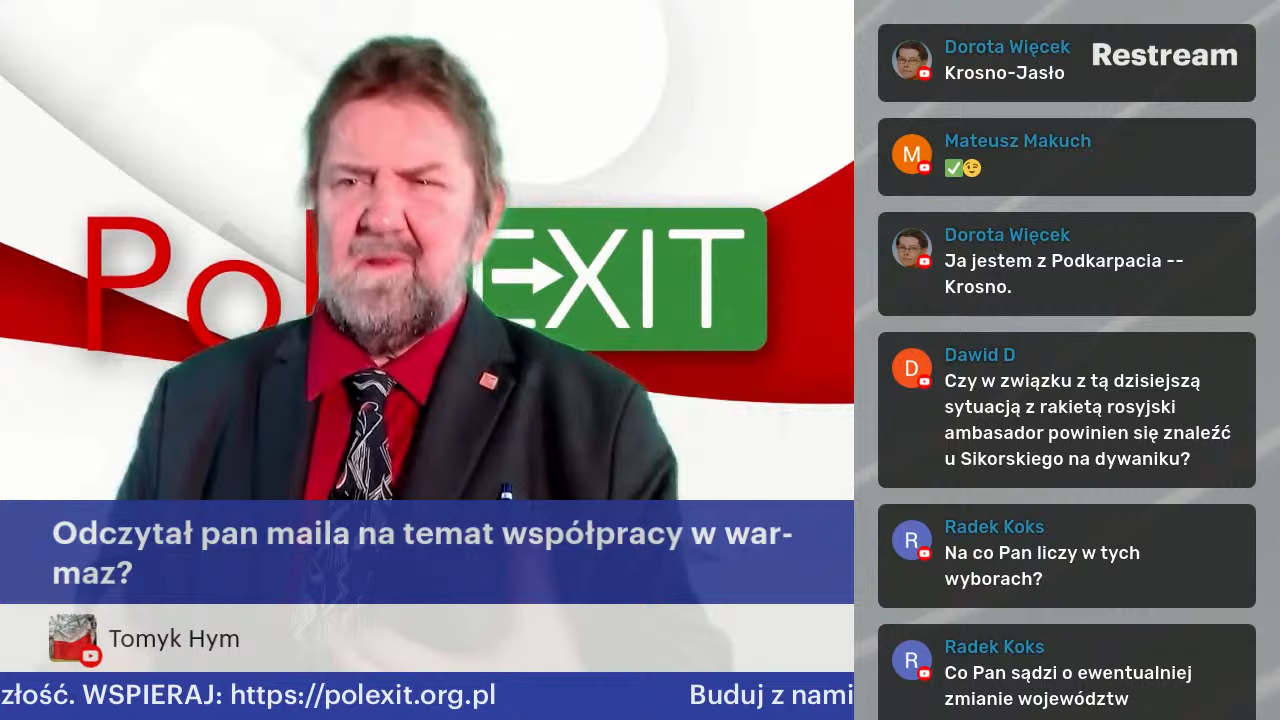 PolEXIT
Odczytał pan maila na temat współpracy w war-
maz?
Tomyk Hym
złość. WSPIERAJ: https://polexit.org.pl Buduj z nami
Restream
Dorota Więcek
Krosno-Jasło
M
Mateusz Makuch
✅😉
Dorota Więcek
Ja jestem z Podkarpacia --
Krosno.
D
Dawid D
Czy w związku z tą dzisiejszą
sytuacją z rakietą rosyjski
ambasador powinien się znaleźć
u Sikorskiego na dywaniku?
R
Radek Koks
Na co Pan liczy w tych
wyborach?
R
Radek Koks
Co Pan sądzi o ewentualniej
zmianie województw